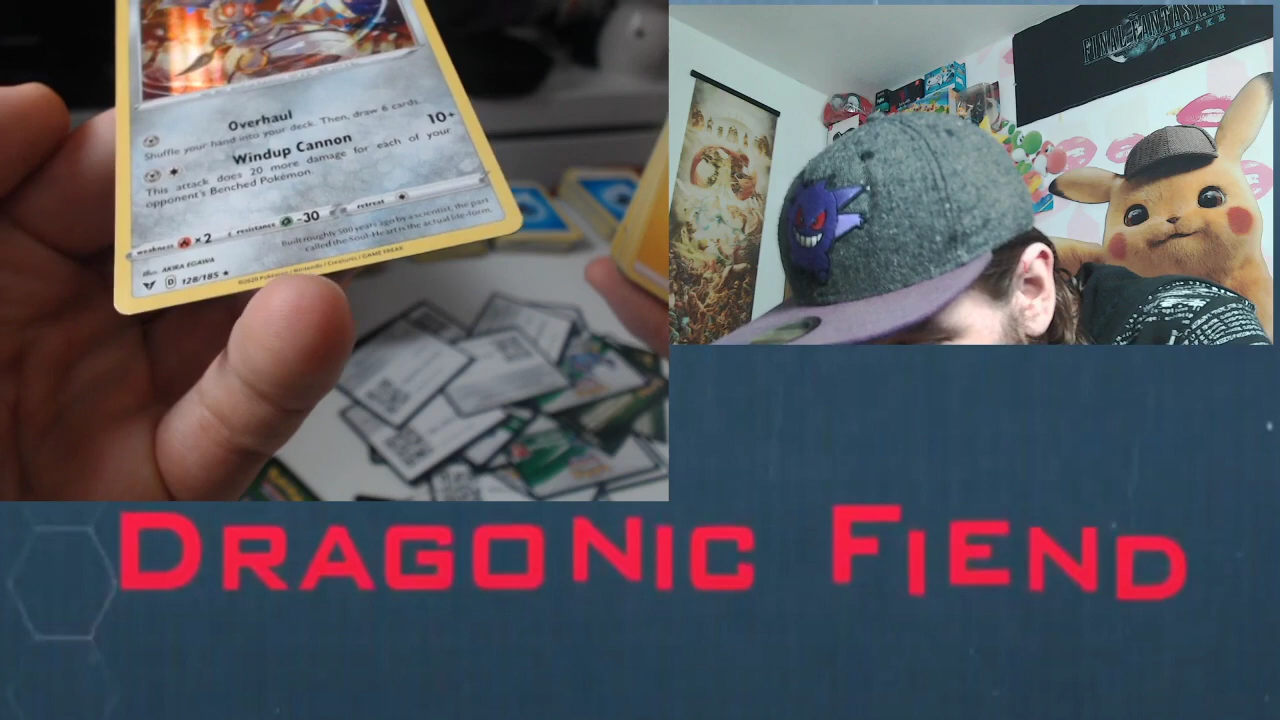 Overhaul
Shuffle your hand into your deck. Then, draw 6 cards.
Windup Cannon 10+
This attack does 20 more damage for each of your
opponent's Benched Pokémon.
weakness ×2 resistance -30 retreat
Built roughly 500 years ago by a scientist, the part
called the Soul-Heart is the actual life-form.
Illus. AKIRA EGAWA
D 128/185 ★
©2020 Pokémon / Nintendo / Creatures / GAME FREAK
FINAL FANTASY VII
REMAKE
DRAGONIC FIEND